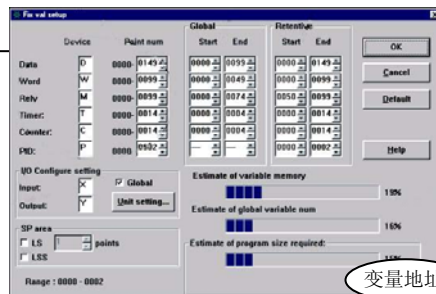 Fix val setup
Global Retentive
Device Point num Start End Start End
Data D 0000- 0149 0000 0099 0000 0149
Word W 0000- 0099 0000 0049 0000 0099
Relv M 0000- 0099 0000 0074 0050 0099
Timer: T 0000- 0014 0000 0004 0000 0014
Counter: C 0000- 0014 0000 0004 0000 0014
PID: P 0000 — — 0000 0002
OK
Cancel
Default
Help
I/O Configure setting
Input: X Global
Output: Y Unit setting...
SP area
LS 1 points
LSS
Range : 0000 - 0002
Estimate of variable memory
19%
Estimate of global variable num
16%
Estimate of program size required:
变量地址